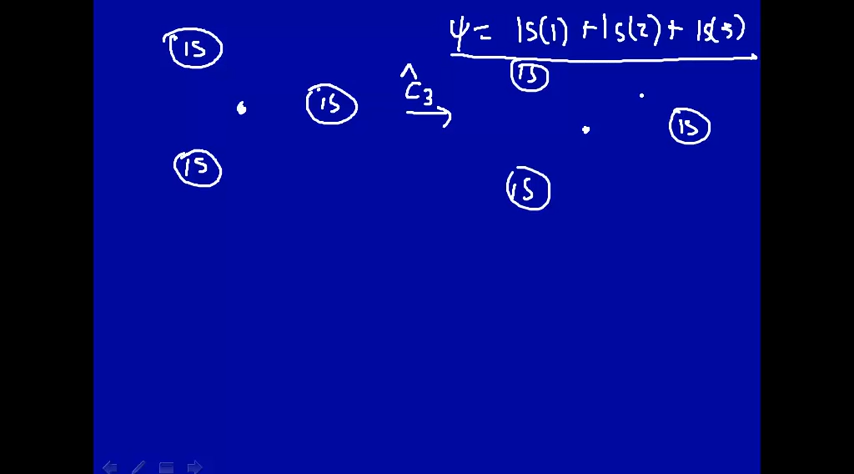 ψ = 1s(1) + 1s(2) + 1s(3)
1s 1s
1s Ĉ3 → 1s
1s 1s